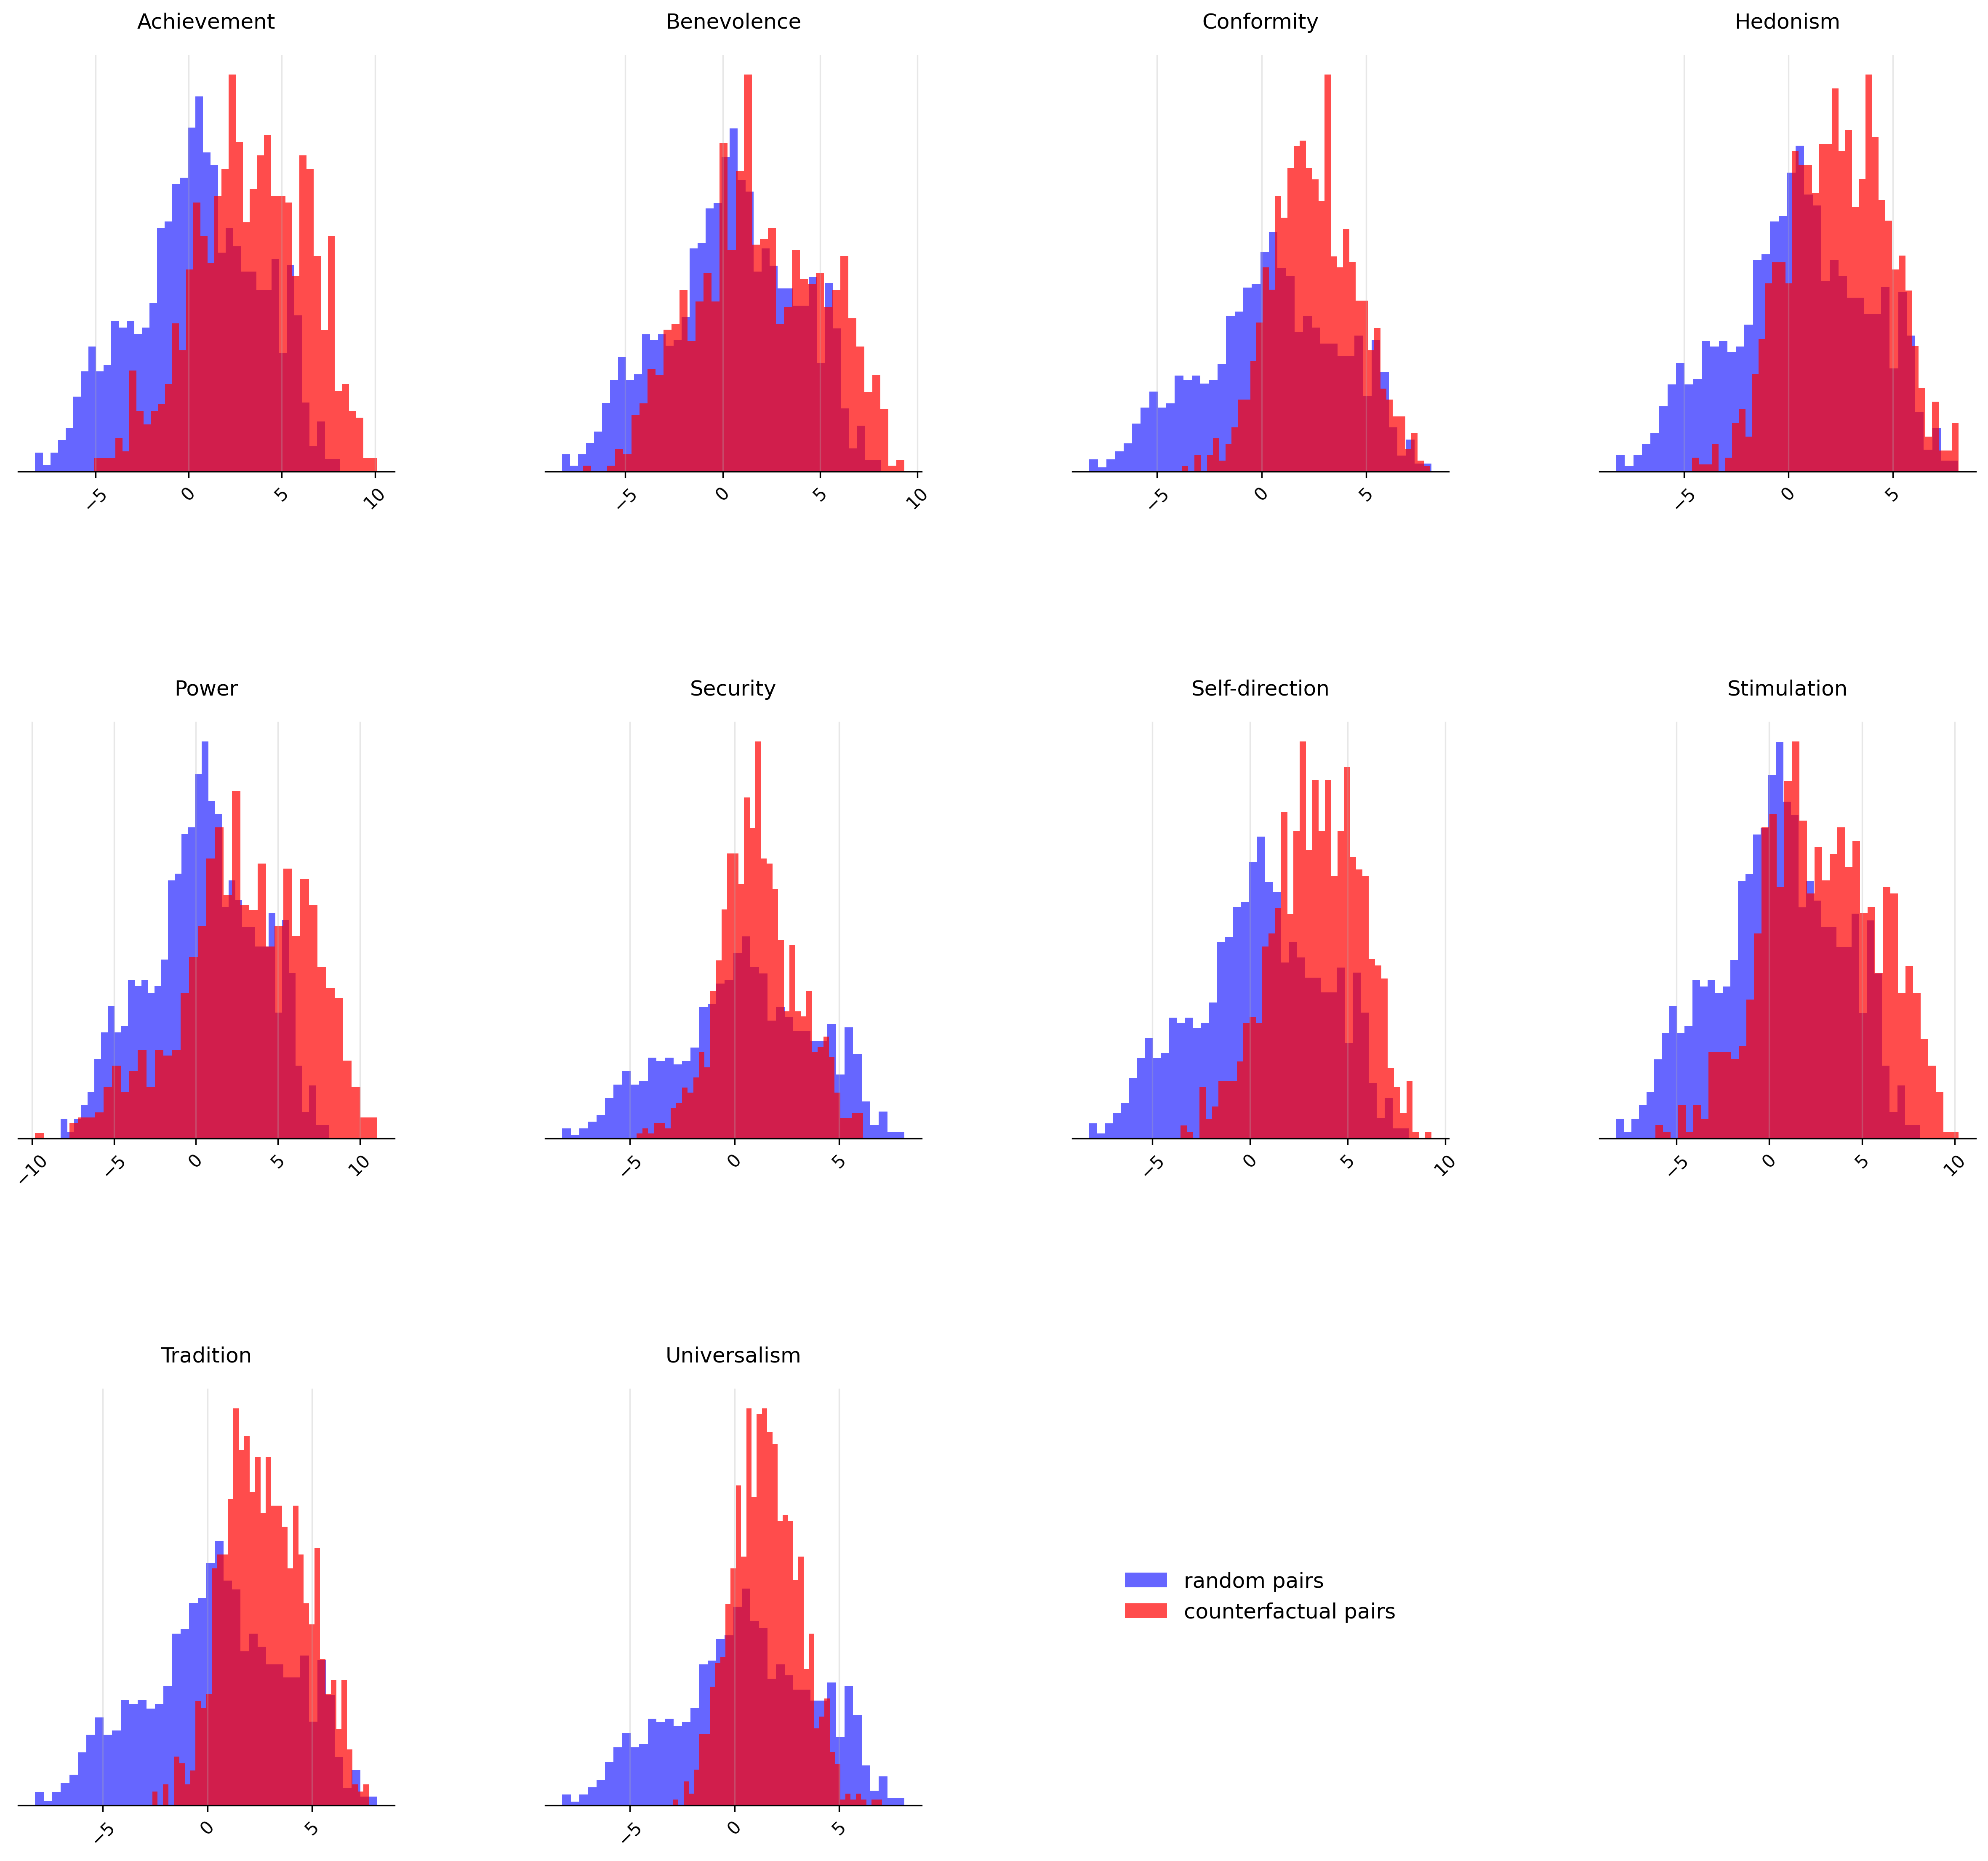 Achievement
Benevolence
Conformity
Hedonism
−5 0 5 10
−5 0 5 10
−5 0 5
−5 0 5
Power
Security
Self-direction
Stimulation
−10 −5 0 5 10
−5 0 5
−5 0 5 10
−5 0 5 10
Tradition
Universalism
random pairs
counterfactual pairs
−5 0 5
−5 0 5